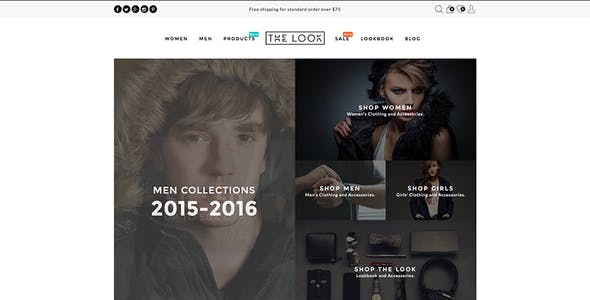 Free shipping for standard order over $75
WOMEN MEN PRODUCTS THE LOOK SALE LOOKBOOK BLOG
SHOP WOMEN
Women's Clothing and Accessories.
MEN COLLECTIONS
2015-2016
SHOP MEN
Men's Clothing and Accessories.
SHOP GIRLS
Girls' Clothing and Accessories.
SHOP THE LOOK
Lookbook and Accessories.